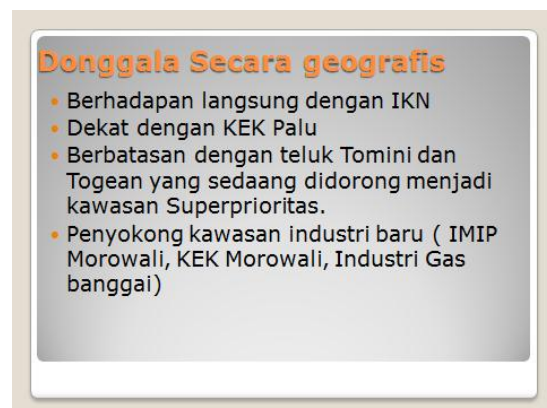 Donggala Secara geografis
• Berhadapan langsung dengan IKN
• Dekat dengan KEK Palu
• Berbatasan dengan teluk Tomini dan
Togean yang sedaang didorong menjadi
kawasan Superprioritas.
• Penyokong kawasan industri baru ( IMIP
Morowali, KEK Morowali, Industri Gas
banggai)